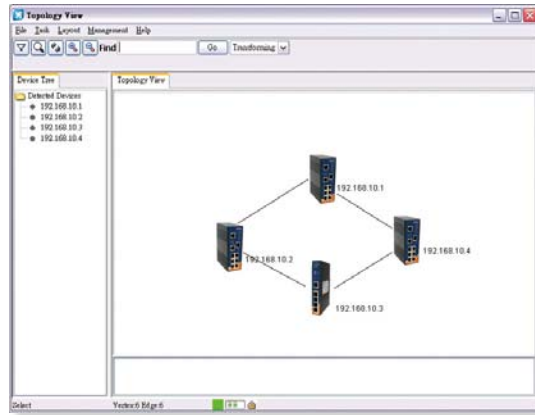 Topology View
File Task Layout Management Help
Find Go Transforming
Device Tree
Topology View
Detected Devices
192.168.10.1
192.168.10.2
192.168.10.3
192.168.10.4
192.168.10.1
192.168.10.2
192.168.10.4
192.168.10.3
Select Vertex:6 Edge:6